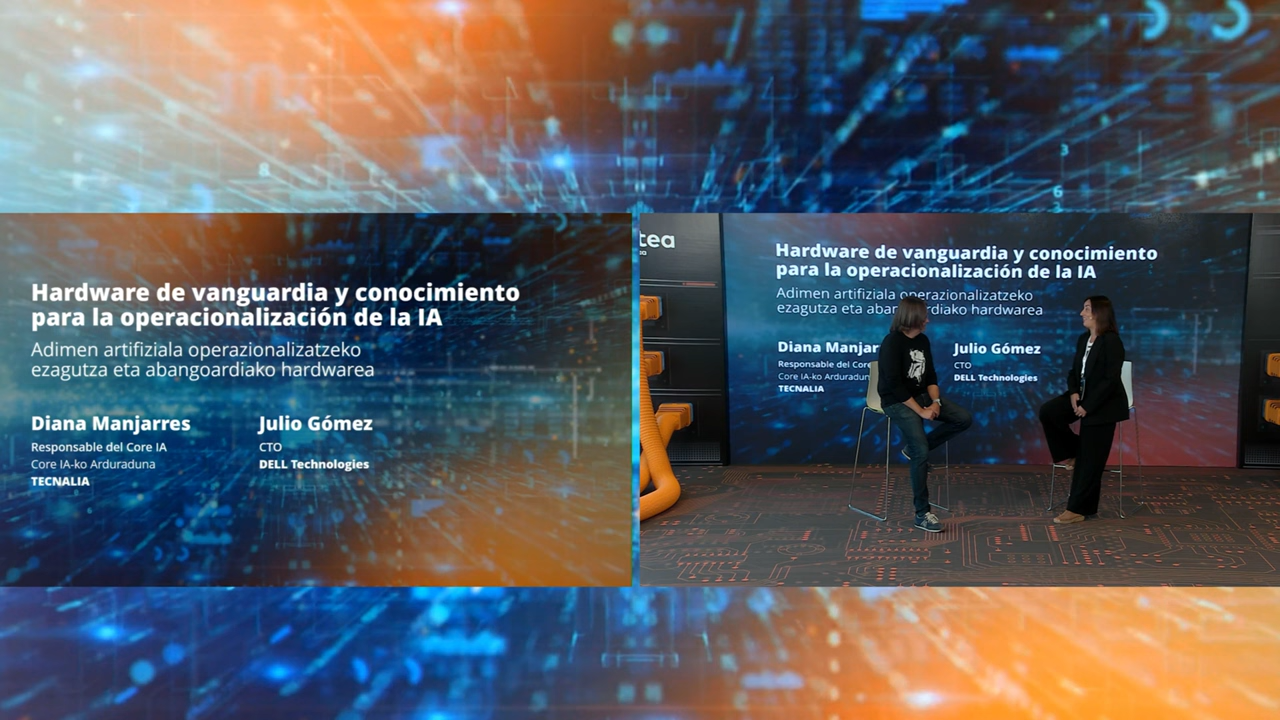 8
3
6
Hardware de vanguardia y conocimiento
para la operacionalización de la IA
Adimen artifiziala operazionalizatzeko
ezagutza eta abangoardiako hardwarea
Diana Manjarres
Responsable del Core IA
Core IA-ko Arduraduna
TECNALIA
Julio Gómez
CTO
DELL Technologies
tea
Hardware de vanguardia y conocimiento
para la operacionalización de la IA
Adimen artifiziala operazionalizatzeko
ezagutza eta abangoardiako hardwarea
Diana Manjar
Responsable del Core
Core IA-ko Arduradun
TECNALIA
Julio Gómez
CTO
DELL Technologies